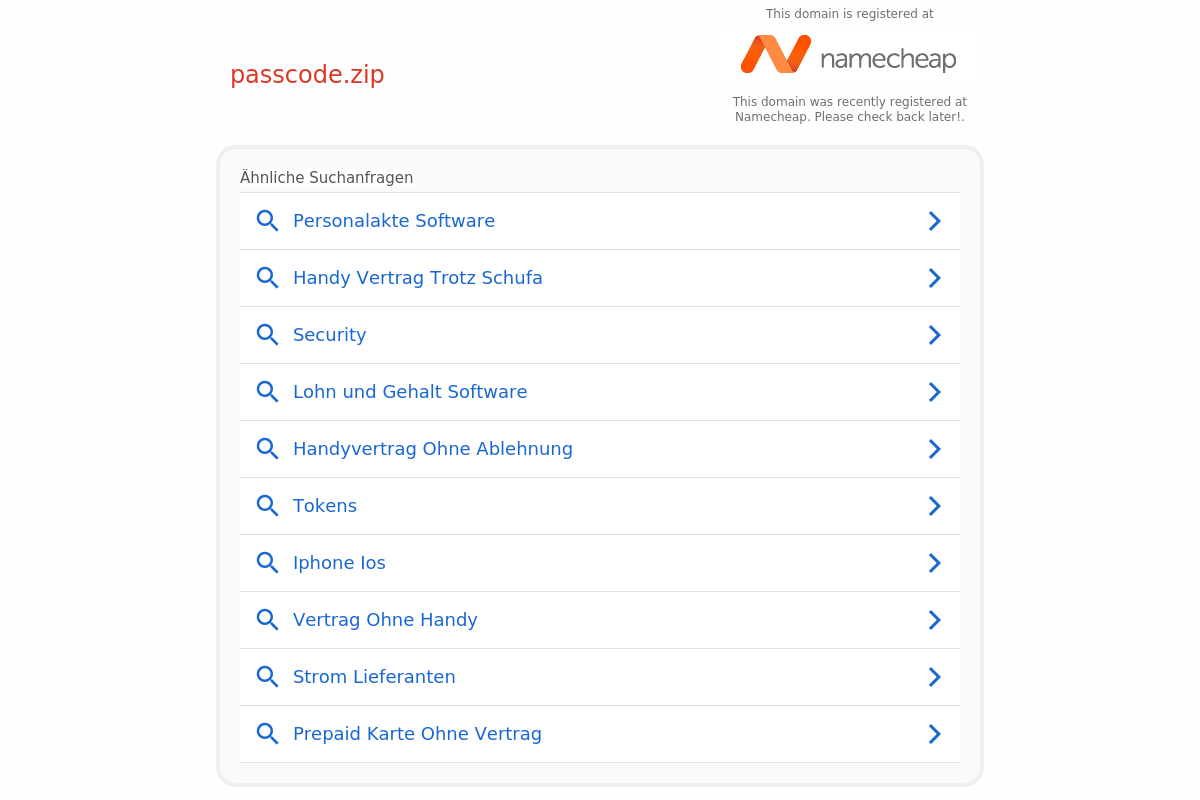 This domain is registered at
namecheap
passcode.zip
This domain was recently registered at
Namecheap. Please check back later!.
Ähnliche Suchanfragen
Personalakte Software
Handy Vertrag Trotz Schufa
Security
Lohn und Gehalt Software
Handyvertrag Ohne Ablehnung
Tokens
Iphone Ios
Vertrag Ohne Handy
Strom Lieferanten
Prepaid Karte Ohne Vertrag